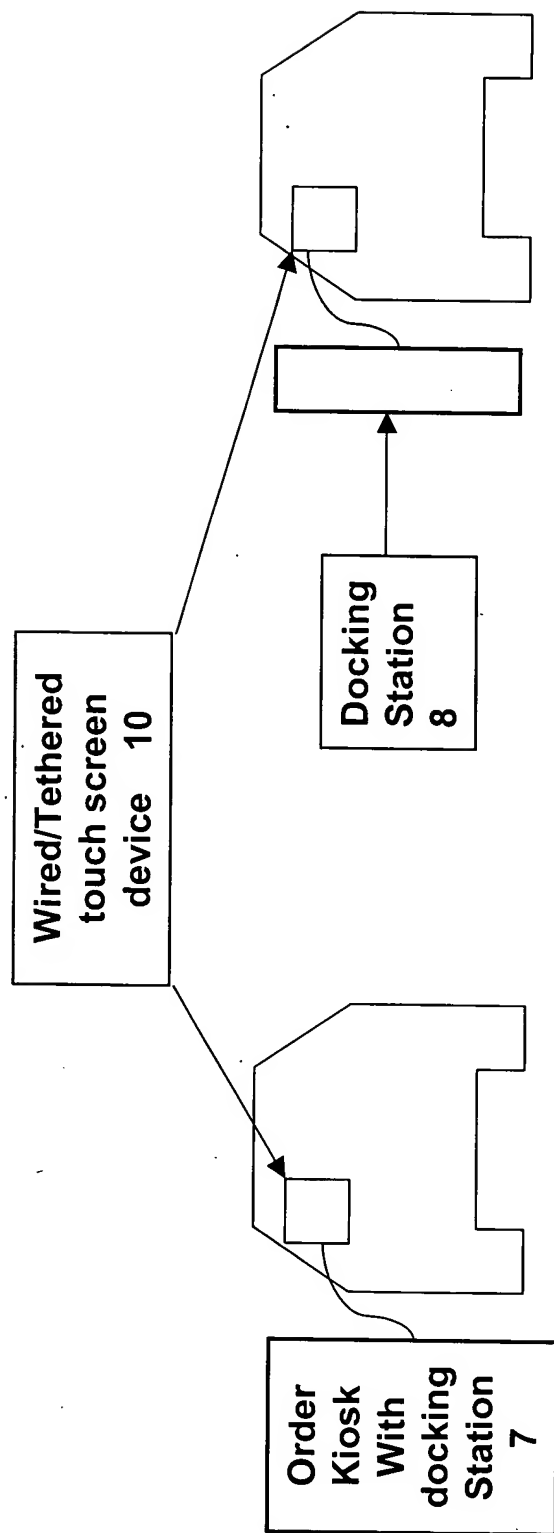 Wired/Tethered
touch screen
device 10
Order
Kiosk
With
docking
Station
7
Docking
Station
8